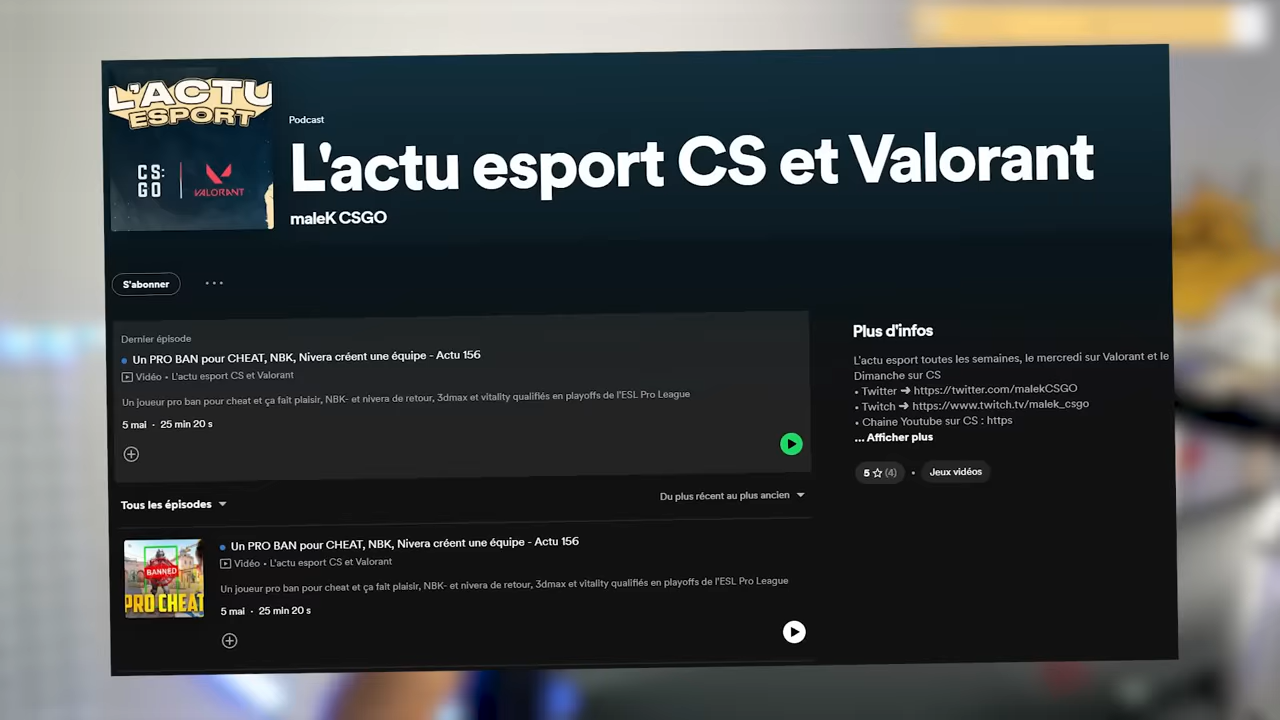 L'ACTU
ESPORT
CS:
GO
VALORANT
Podcast
L'actu esport CS et Valorant
maleK CSGO
S'abonner
Dernier épisode
Un PRO BAN pour CHEAT, NBK, Nivera créent une équipe - Actu 156
Vidéo • L'actu esport CS et Valorant
Un joueur pro ban pour cheat et ça fait plaisir, NBK- et nivera de retour, 3dmax et vitality qualifiés en playoffs de l'ESL Pro League
5 mai · 25 min 20 s
Plus d'infos
L'actu esport toutes les semaines, le mercredi sur Valorant et le
Dimanche sur CS
• Twitter ➜ https://twitter.com/malekCSGO
• Twitch ➜ https://www.twitch.tv/malek_csgo
• Chaine Youtube sur CS : https
... Afficher plus
5 ☆ (4) • Jeux vidéos
Tous les épisodes
Du plus récent au plus ancien
BANNED
PRO CHEAT
Un PRO BAN pour CHEAT, NBK, Nivera créent une équipe - Actu 156
Vidéo • L'actu esport CS et Valorant
Un joueur pro ban pour cheat et ça fait plaisir, NBK- et nivera de retour, 3dmax et vitality qualifiés en playoffs de l'ESL Pro League
5 mai · 25 min 20 s